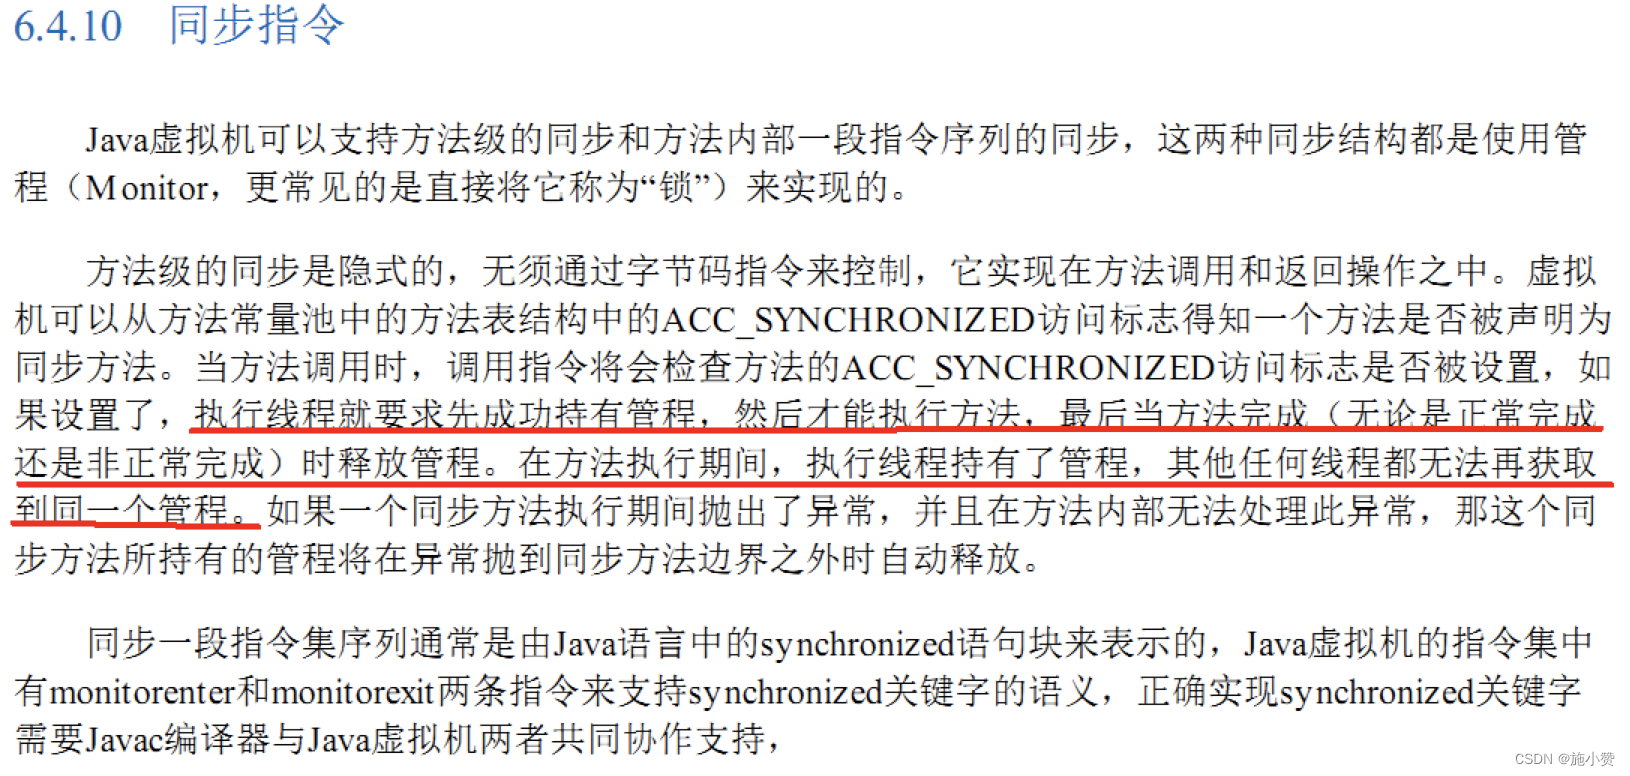 6.4.10 同步指令
Java虚拟机可以支持方法级的同步和方法内部一段指令序列的同步，这两种同步结构都是使用管
程（Monitor，更常见的是直接将它称为“锁”）来实现的。
方法级的同步是隐式的，无须通过字节码指令来控制，它实现在方法调用和返回操作之中。虚拟
机可以从方法常量池中的方法表结构中的ACC_SYNCHRONIZED访问标志得知一个方法是否被声明为
同步方法。当方法调用时，调用指令将会检查方法的ACC_SYNCHRONIZED访问标志是否被设置，如
果设置了，执行线程就要求先成功持有管程，然后才能执行方法，最后当方法完成（无论是正常完成
还是非正常完成）时释放管程。在方法执行期间，执行线程持有了管程，其他任何线程都无法再获取
到同一个管程。如果一个同步方法执行期间抛出了异常，并且在方法内部无法处理此异常，那这个同
步方法所持有的管程将在异常抛到同步方法边界之外时自动释放。
同步一段指令集序列通常是由Java语言中的synchronized语句块来表示的，Java虚拟机的指令集中
有monitorenter和monitorexit两条指令来支持synchronized关键字的语义，正确实现synchronized关键字
需要Javac编译器与Java虚拟机两者共同协作支持，
CSDN @施小赞